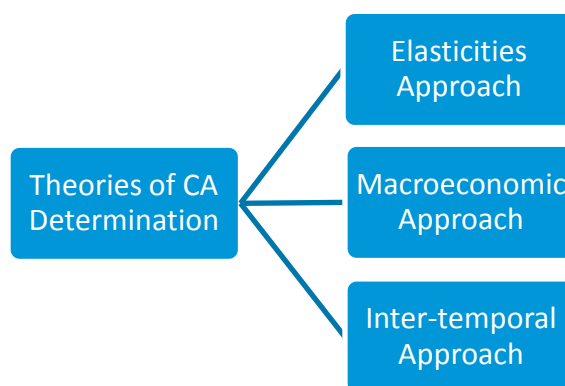 Elasticities
Approach
Theories of CA
Determination
Macroeconomic
Approach
Inter-temporal
Approach